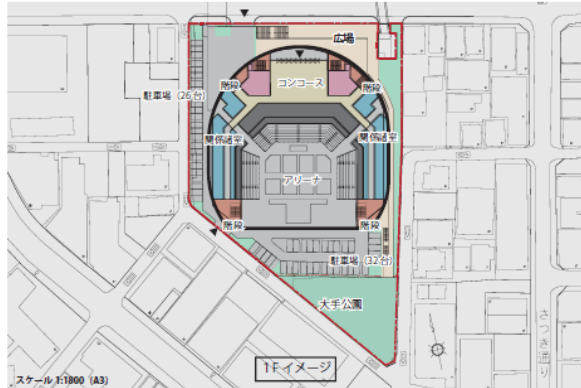 広場
階段
コンコース
階段
駐車場(26台)
関係諸室
関係諸室
アリーナ
階段
階段
駐車場(32台)
大手公園
さつき通り
1Fイメージ
スケール 1:1800 (A3)